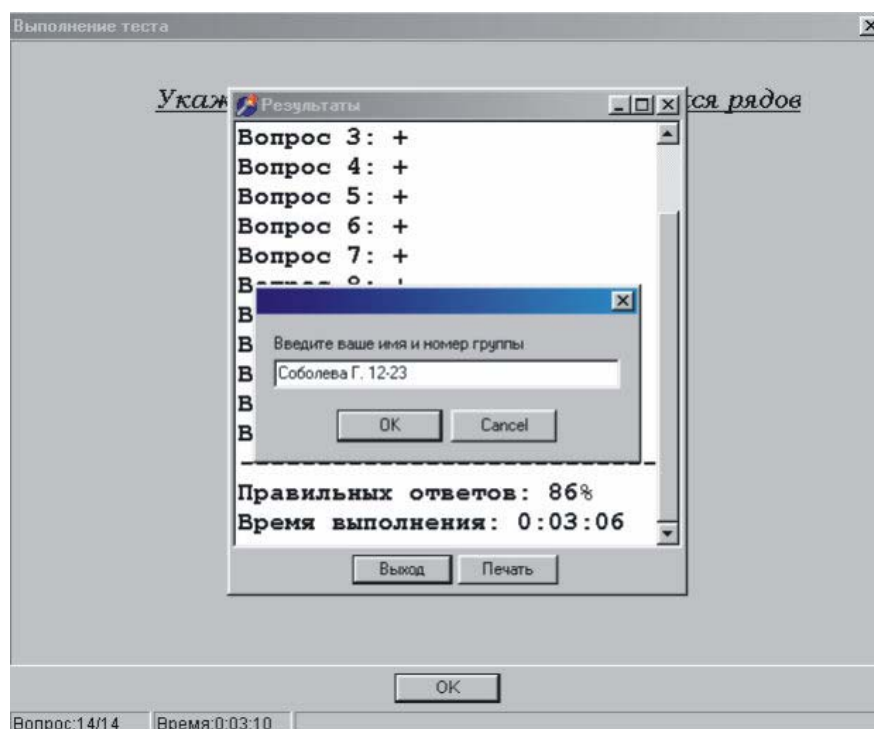 Выполнение теста
Укаж
тся рядов
Результаты
Вопрос 3: +
Вопрос 4: +
Вопрос 5: +
Вопрос 6: +
Вопрос 7: +
В
В
В
В
В
Введите ваше имя и номер группы
Соболева Г. 12-23
OK
Cancel
Правильных ответов: 86%
Время выполнения: 0:03:06
Выход
Печать
OK
Вопрос:14/14
Время:0:03:10